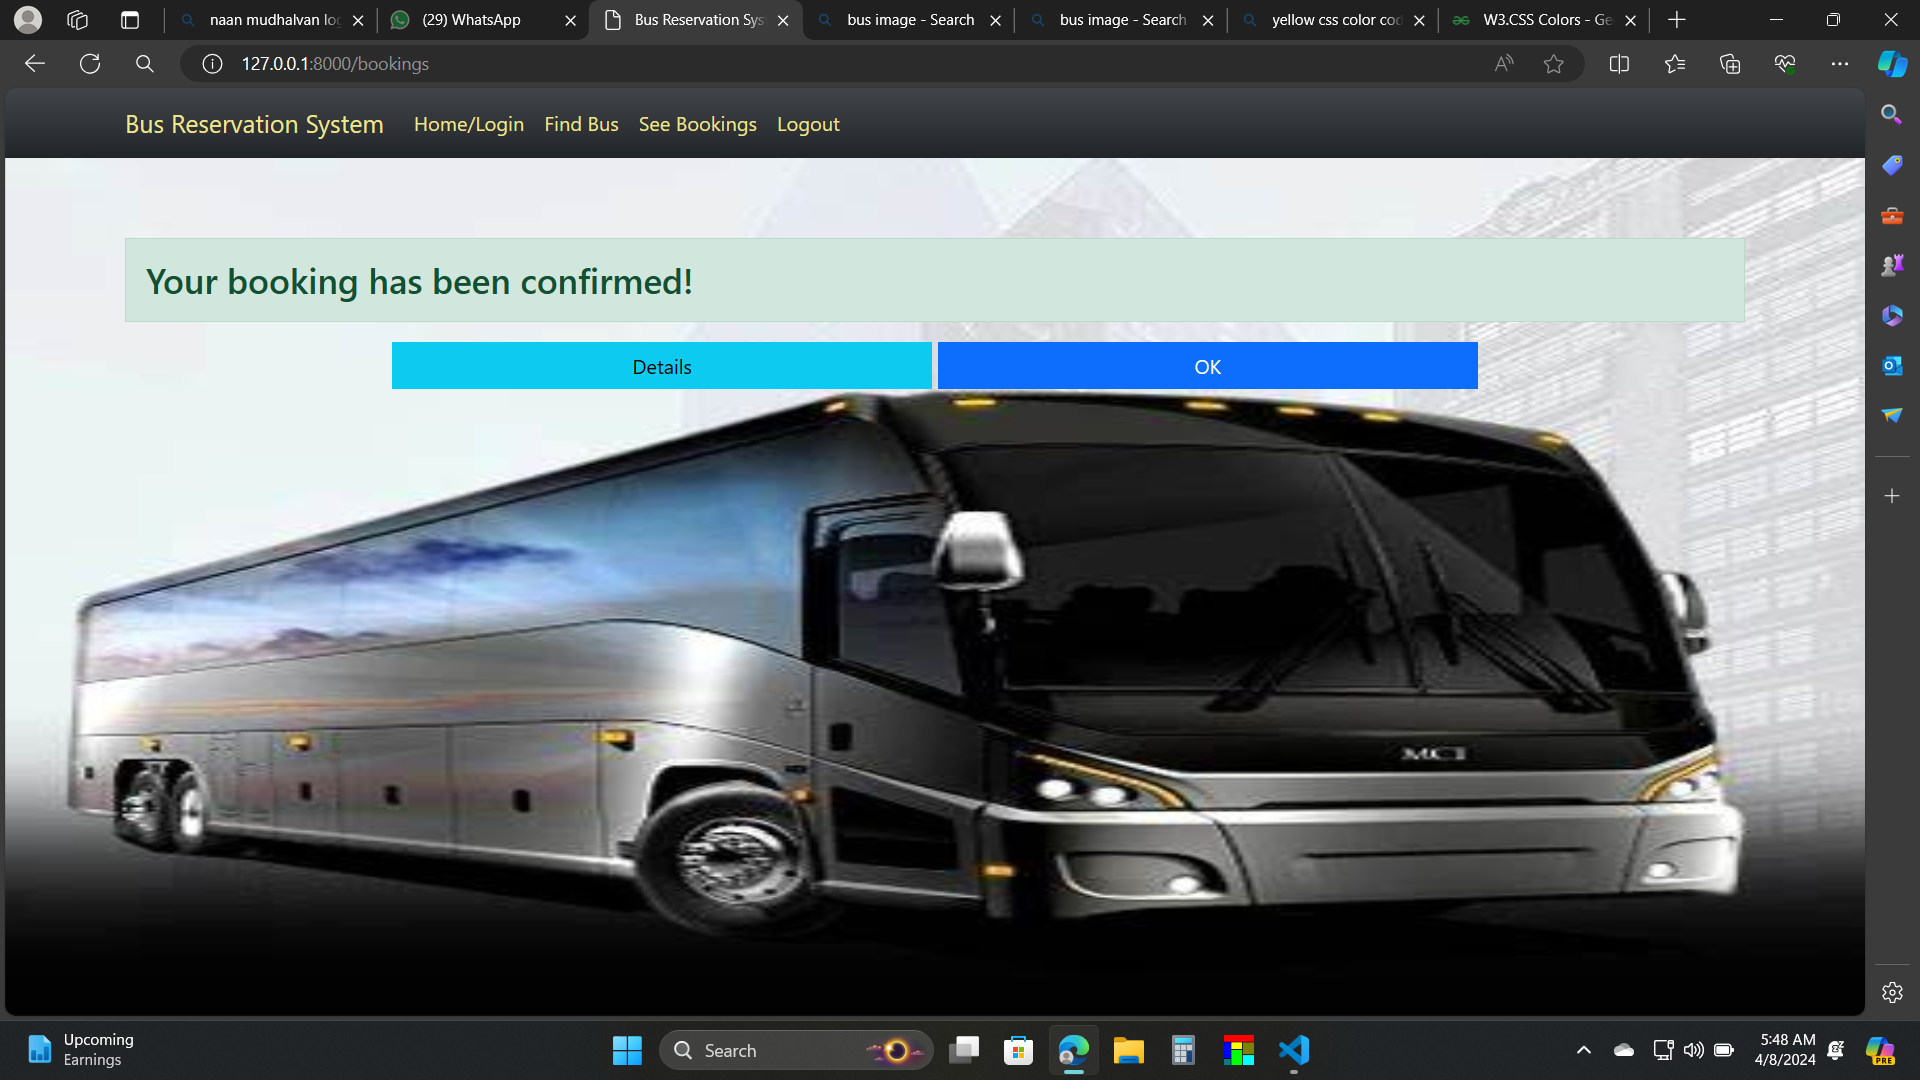 naan mudhalvan log
(29) WhatsApp
Bus Reservation Sys
bus image - Search
bus image - Search
yellow css color cod
W3.CSS Colors - Ge
127.0.0.1:8000/bookings
Bus Reservation System
Home/Login
Find Bus
See Bookings
Logout
Your booking has been confirmed!
Details
OK
MCI
Upcoming
Earnings
Search
5:48 AM
4/8/2024
PRE